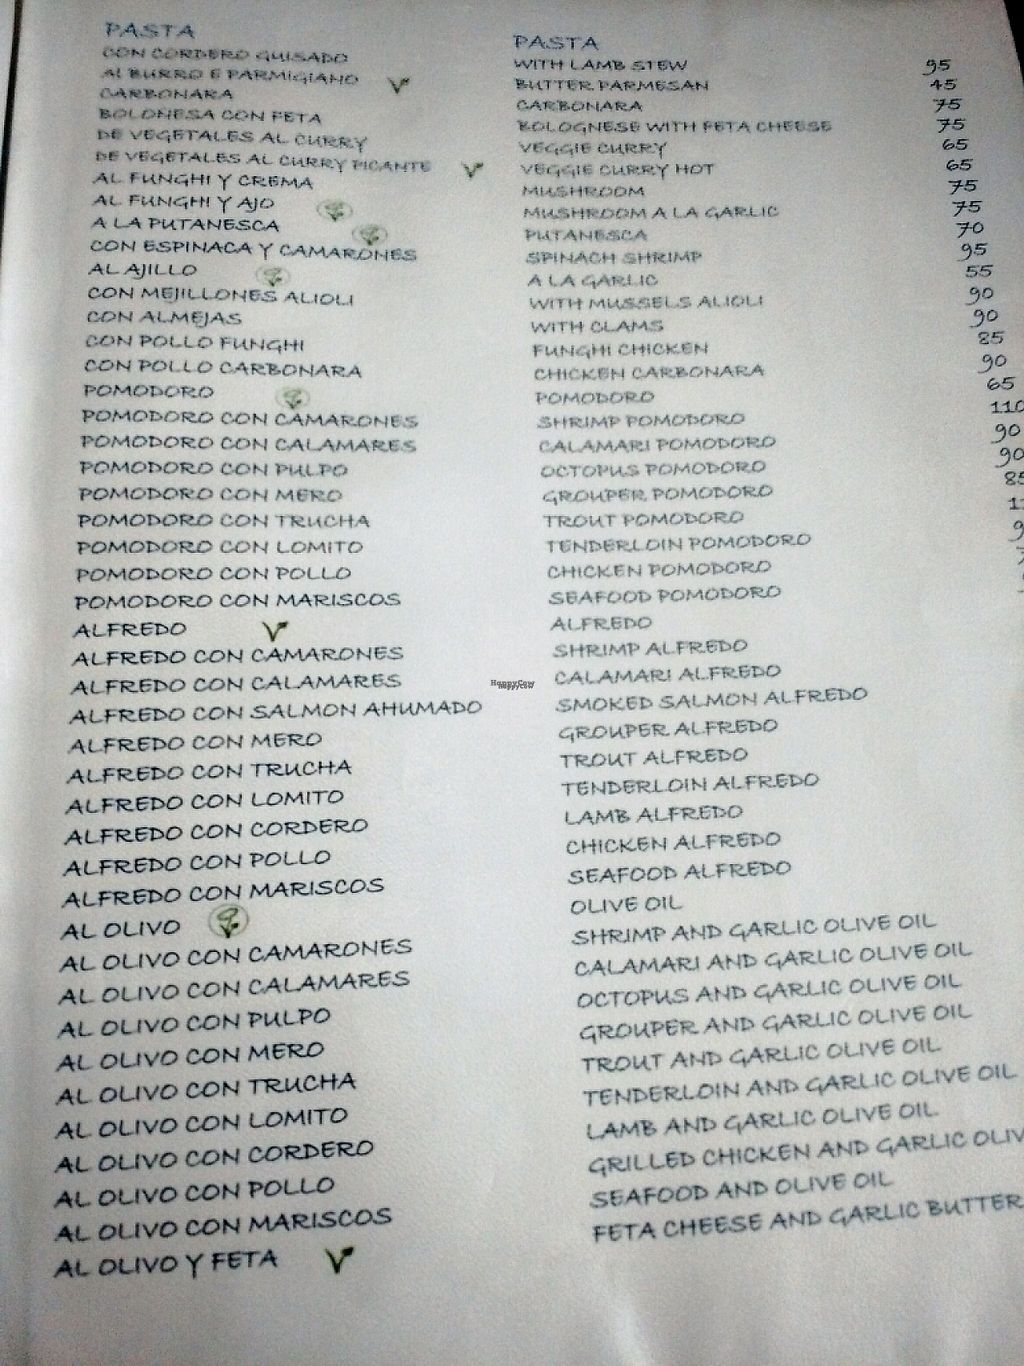 PASTA
CON CORDERO GUISADO
AL BURRO E PARMIGIANO
CARBONARA
BOLONESA CON FETA
DE VEGETALES AL CURRY
DE VEGETALES AL CURRY PICANTE
AL FUNGHI Y CREMA
AL FUNGHI Y AJO
A LA PUTANESCA
CON ESPINACA Y CAMARONES
AL AJILLO
CON MEJILLONES ALIOLI
CON ALMEJAS
CON POLLO FUNGHI
CON POLLO CARBONARA
POMODORO
POMODORO CON CAMARONES
POMODORO CON CALAMARES
POMODORO CON PULPO
POMODORO CON MERO
POMODORO CON TRUCHA
POMODORO CON LOMITO
POMODORO CON POLLO
POMODORO CON MARISCOS
ALFREDO
ALFREDO CON CAMARONES
ALFREDO CON CALAMARES
ALFREDO CON SALMON AHUMADO
ALFREDO CON MERO
ALFREDO CON TRUCHA
ALFREDO CON LOMITO
ALFREDO CON CORDERO
ALFREDO CON POLLO
ALFREDO CON MARISCOS
AL OLIVO
AL OLIVO CON CAMARONES
AL OLIVO CON CALAMARES
AL OLIVO CON PULPO
AL OLIVO CON MERO
AL OLIVO CON TRUCHA
AL OLIVO CON LOMITO
AL OLIVO CON CORDERO
AL OLIVO CON POLLO
AL OLIVO CON MARISCOS
AL OLIVO Y FETA
PASTA
WITH LAMB STEW 95
BUTTER PARMESAN 45
CARBONARA 75
BOLOGNESE WITH FETA CHEESE 75
VEGGIE CURRY 65
VEGGIE CURRY HOT 65
MUSHROOM 75
MUSHROOM A LA GARLIC 75
PUTANESCA 70
SPINACH SHRIMP 95
A LA GARLIC 55
WITH MUSSELS ALIOLI 90
WITH CLAMS 90
FUNGHI CHICKEN 85
CHICKEN CARBONARA 90
POMODORO 65
SHRIMP POMODORO 110
CALAMARI POMODORO 90
OCTOPUS POMODORO 90
GROUPER POMODORO 85
TROUT POMODORO
TENDERLOIN POMODORO
CHICKEN POMODORO
SEAFOOD POMODORO
ALFREDO
SHRIMP ALFREDO
CALAMARI ALFREDO
SMOKED SALMON ALFREDO
GROUPER ALFREDO
TROUT ALFREDO
TENDERLOIN ALFREDO
LAMB ALFREDO
CHICKEN ALFREDO
SEAFOOD ALFREDO
OLIVE OIL
SHRIMP AND GARLIC OLIVE OIL
CALAMARI AND GARLIC OLIVE OIL
OCTOPUS AND GARLIC OLIVE OIL
GROUPER AND GARLIC OLIVE OIL
TROUT AND GARLIC OLIVE OIL
TENDERLOIN AND GARLIC OLIVE OIL
LAMB AND GARLIC OLIVE OIL
GRILLED CHICKEN AND GARLIC OLIV
SEAFOOD AND OLIVE OIL
FETA CHEESE AND GARLIC BUTTER
HappyCow